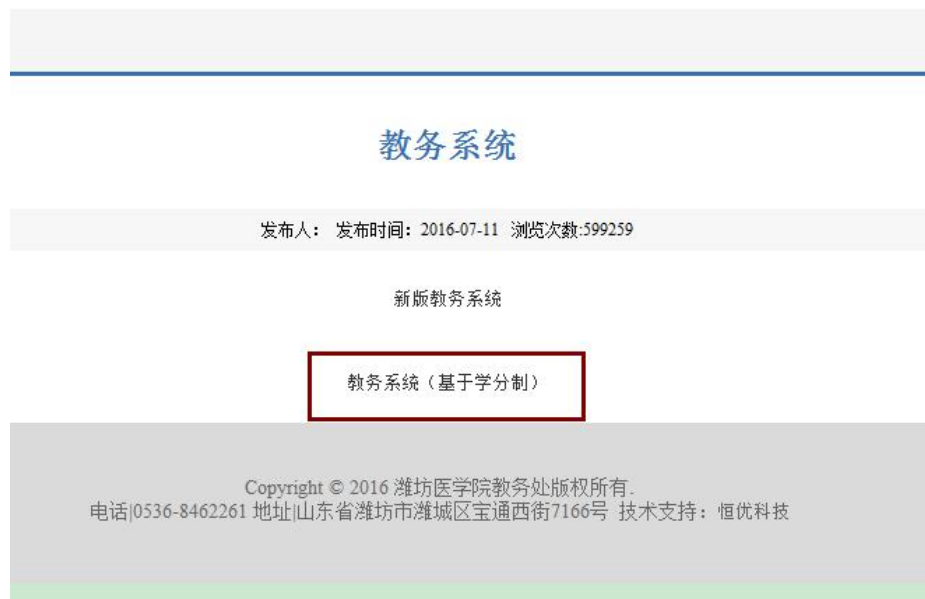 教务系统
发布人： 发布时间：2016-07-11 浏览次数:599259
新版教务系统
教务系统（基于学分制）
Copyright © 2016 潍坊医学院教务处版权所有.
电话|0536-8462261 地址|山东省潍坊市潍城区宝通西街7166号 技术支持：恒优科技